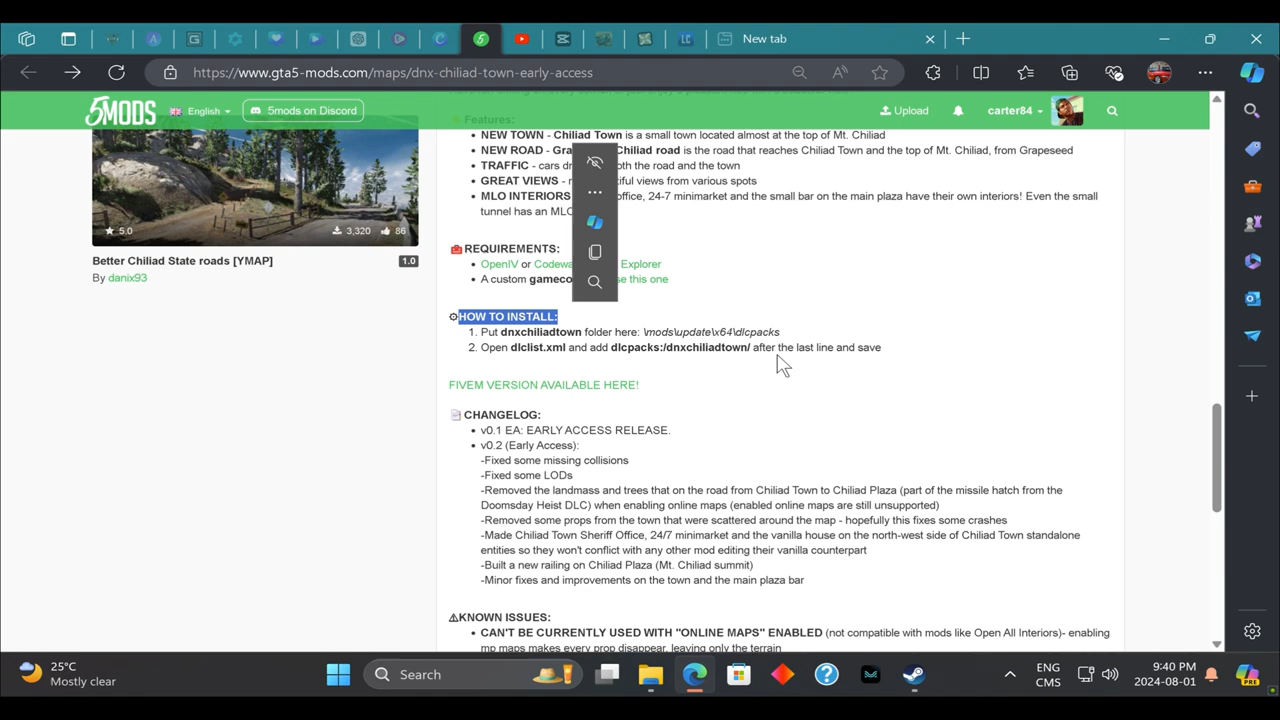 New tab
https://www.gta5-mods.com/maps/dnx-chiliad-town-early-access
5MODS
English
5mods on Discord
Upload
carter84
Features:
NEW TOWN - Chiliad Town is a small town located almost at the top of Mt. Chiliad
NEW ROAD - Gra Chiliad road is the road that reaches Chiliad Town and the top of Mt. Chiliad, from Grapeseed
TRAFFIC - cars dr oth the road and the town
GREAT VIEWS - tiful views from various spots
MLO INTERIORS office, 24-7 minimarket and the small bar on the main plaza have their own interiors! Even the small
tunnel has an MLO
5.0
3,320
86
Better Chiliad State roads [YMAP]
1.0
By danix93
REQUIREMENTS:
OpenIV or Codewa Explorer
A custom gameco se this one
HOW TO INSTALL:
1. Put dnxchiliadtown folder here: \mods\update\x64\dlcpacks
2. Open dlclist.xml and add dlcpacks:/dnxchiliadtown/ after the last line and save
FIVEM VERSION AVAILABLE HERE!
CHANGELOG:
v0.1 EA: EARLY ACCESS RELEASE.
v0.2 (Early Access):
-Fixed some missing collisions
-Fixed some LODs
-Removed the landmass and trees that on the road from Chiliad Town to Chiliad Plaza (part of the missile hatch from the
Doomsday Heist DLC) when enabling online maps (enabled online maps are still unsupported)
-Removed some props from the town that were scattered around the map - hopefully this fixes some crashes
-Made Chiliad Town Sheriff Office, 24/7 minimarket and the vanilla house on the north-west side of Chiliad Town standalone
entities so they won't conflict with any other mod editing their vanilla counterpart
-Built a new railing on Chiliad Plaza (Mt. Chiliad summit)
-Minor fixes and improvements on the town and the main plaza bar
KNOWN ISSUES:
CAN'T BE CURRENTLY USED WITH "ONLINE MAPS" ENABLED (not compatible with mods like Open All Interiors)- enabling
mp maps makes every prop disappear, leaving only the terrain
25°C
Mostly clear
Search
ENG
CMS
9:40 PM
2024-08-01
PRE